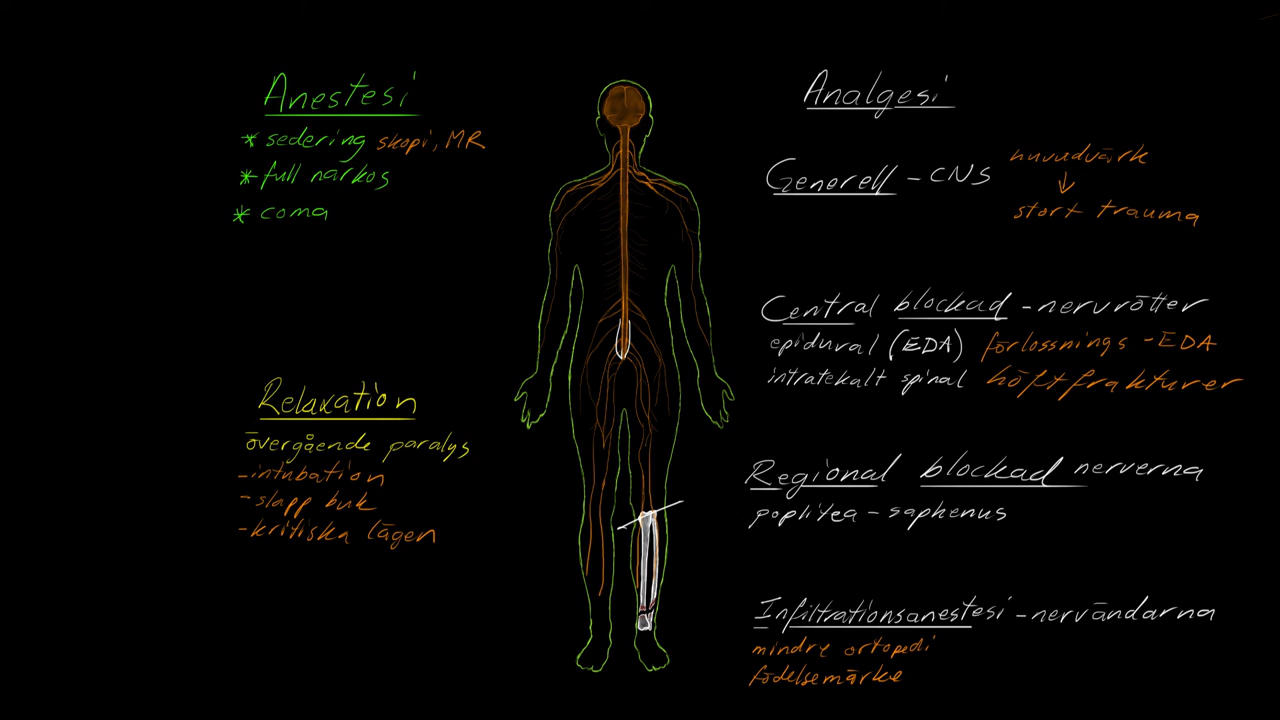 Anestesi
* sedering skopi, MR
* full narkos
* coma
Relaxation
övergående paralys
- intubation
- slapp buk
- kritiska lägen
Analgesi
Generell - CNS
huvudvärk
↓
stort trauma
Central blockad - nervrötter
epidural (EDA) förlossnings - EDA
intratekalt spinal höftfrakturer
Regional blockad nerverna
poplitea - saphenus
Infiltrationsanestesi - nervändarna
mindre ortopedi
födelsemärke